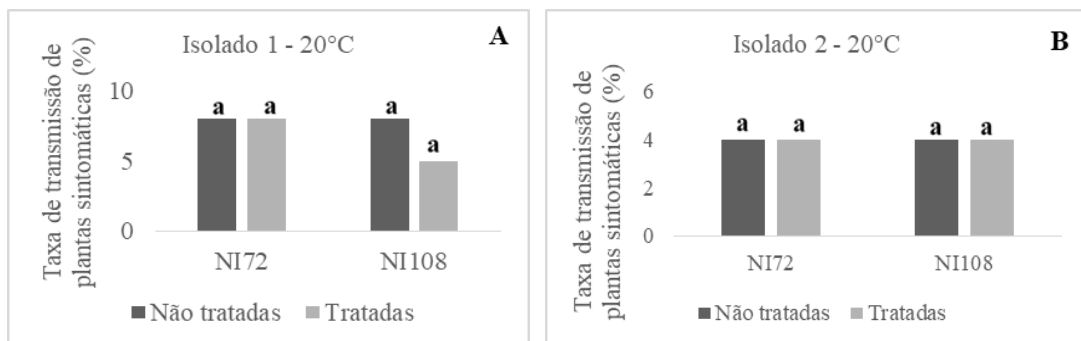 Isolado 1 - 20°C
A
Taxa de transmissão de
plantas sintomáticas (%)
10
5
0
a a a a
NI72 NI108
Não tratadas Tratadas
Isolado 2 - 20°C
B
Taxa de transmissão de
plantas sintomáticas (%)
6
4
2
0
a a a a
NI72 NI108
Não tratadas Tratadas